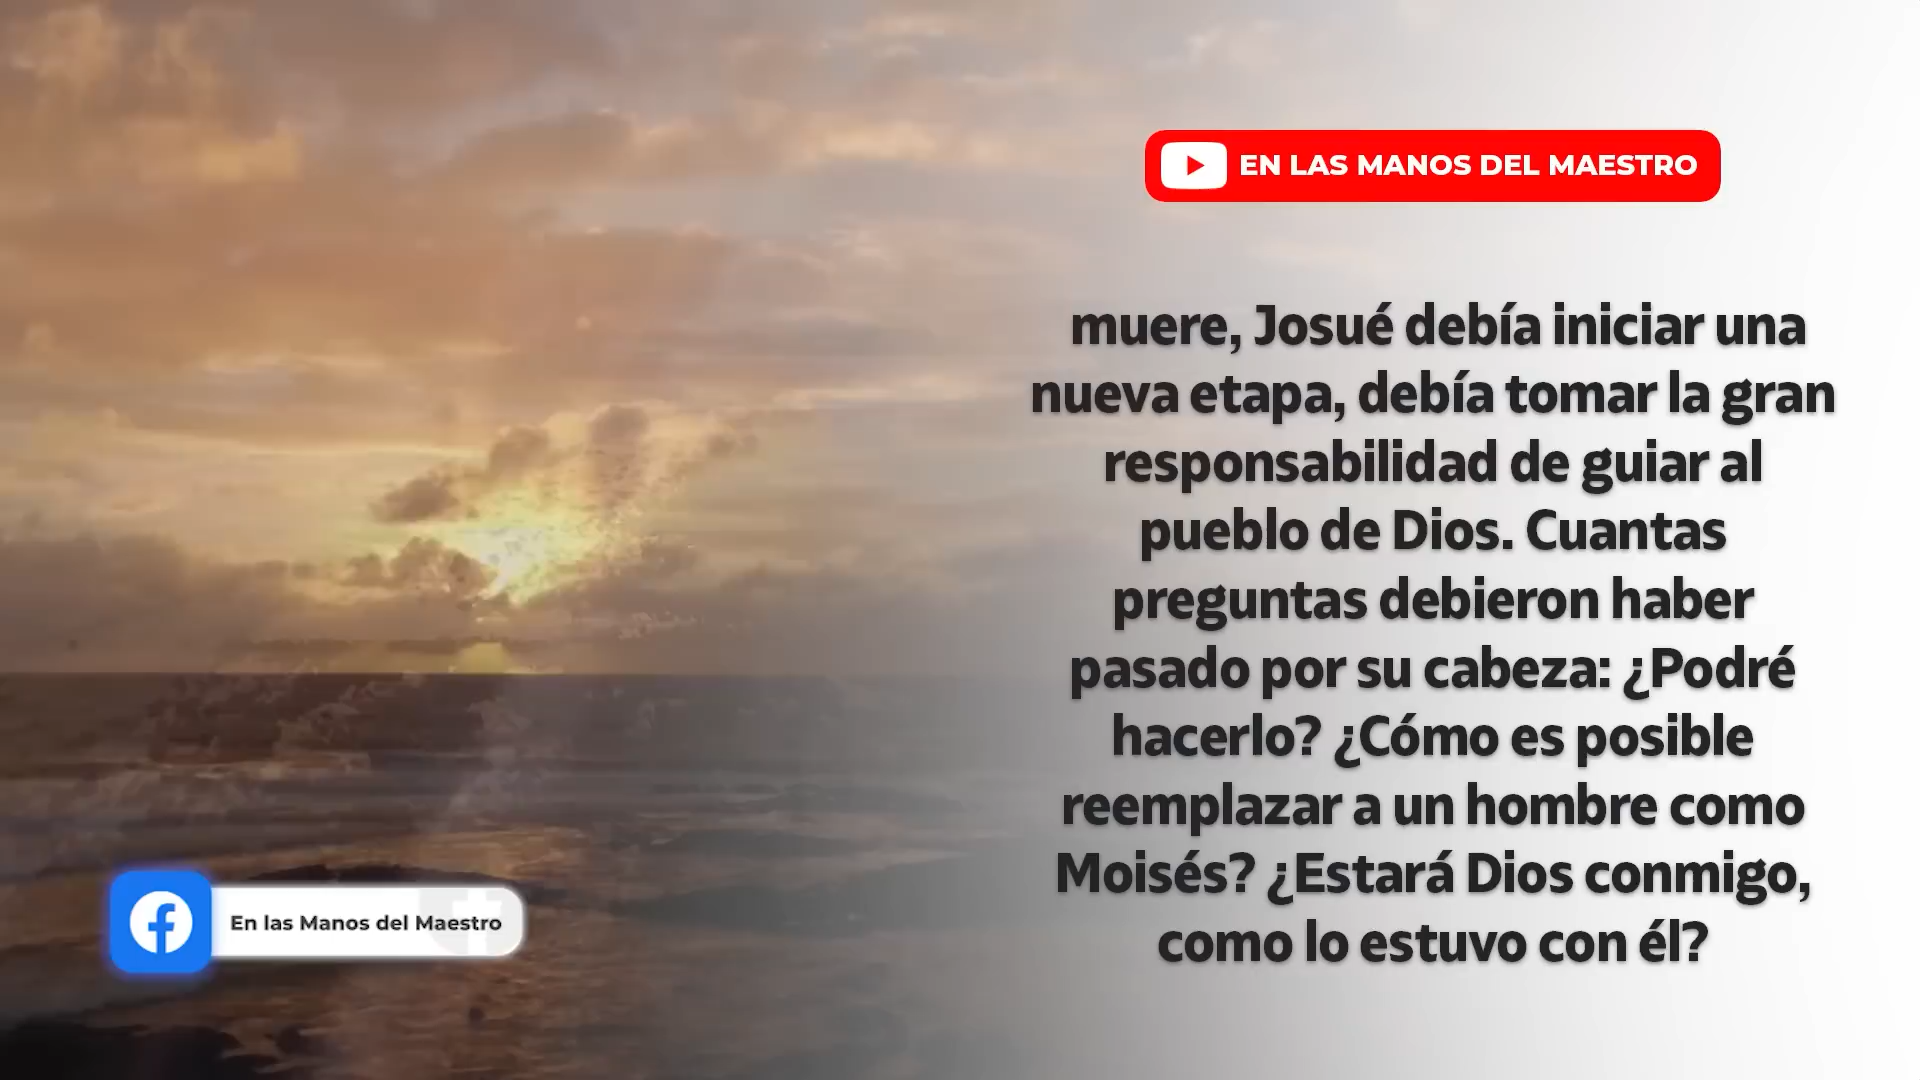 EN LAS MANOS DEL MAESTRO
muere, Josué debía iniciar una
nueva etapa, debía tomar la gran
responsabilidad de guiar al
pueblo de Dios. Cuantas
preguntas debieron haber
pasado por su cabeza: ¿Podré
hacerlo? ¿Cómo es posible
reemplazar a un hombre como
Moisés? ¿Estará Dios conmigo,
como lo estuvo con él?
En las Manos del Maestro